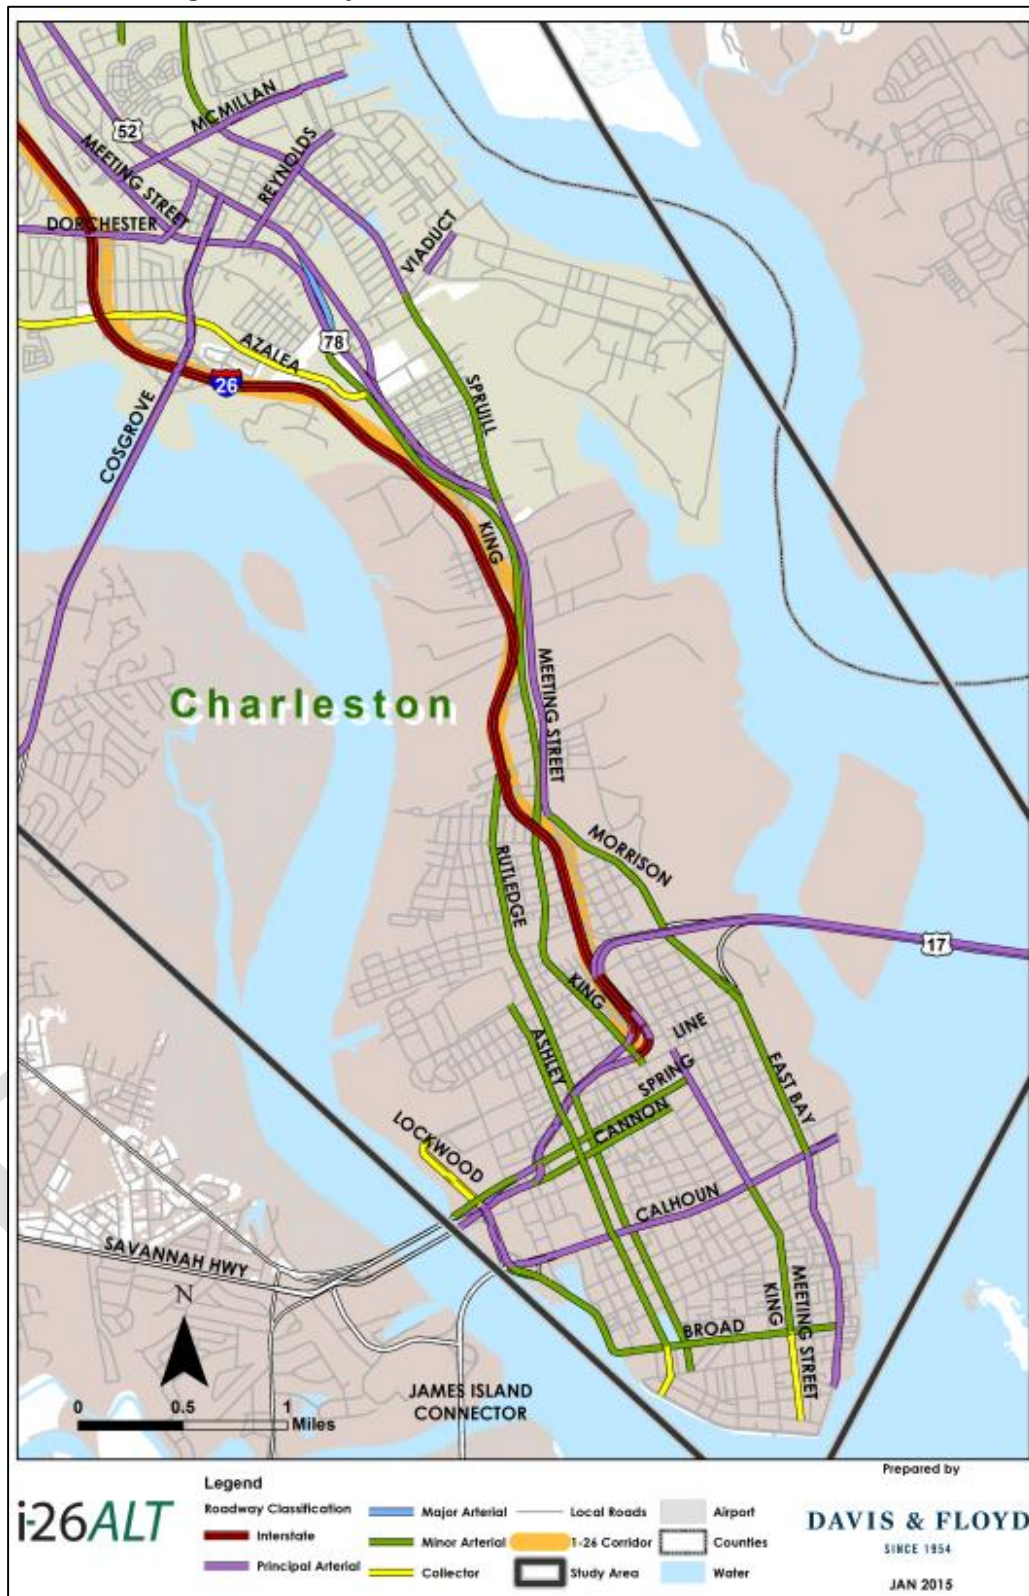 MCMILLAN
52
MEETING STREET
REYNOLDS
DORCHESTER
VIADUCT
78
AZALEA
26
SPRUILL
COSGROVE
KING
Charleston
MEETING STREET
MORRISON
RUTLEDGE
17
KING
LINE
ASHLEY
SPRING
EAST BAY
CANNON
LOCKWOOD
CALHOUN
SAVANNAH HWY
N
KING
MEETING STREET
BROAD
0 0.5 1
Miles
JAMES ISLAND
CONNECTOR
Prepared by
Legend
Roadway Classification
Interstate
Principal Arterial
Major Arterial
Minor Arterial
Collector
Local Roads
1-26 Corridor
Study Area
Airport
Counties
Water
i-26ALT
DAVIS & FLOYD
SINCE 1954
JAN 2015